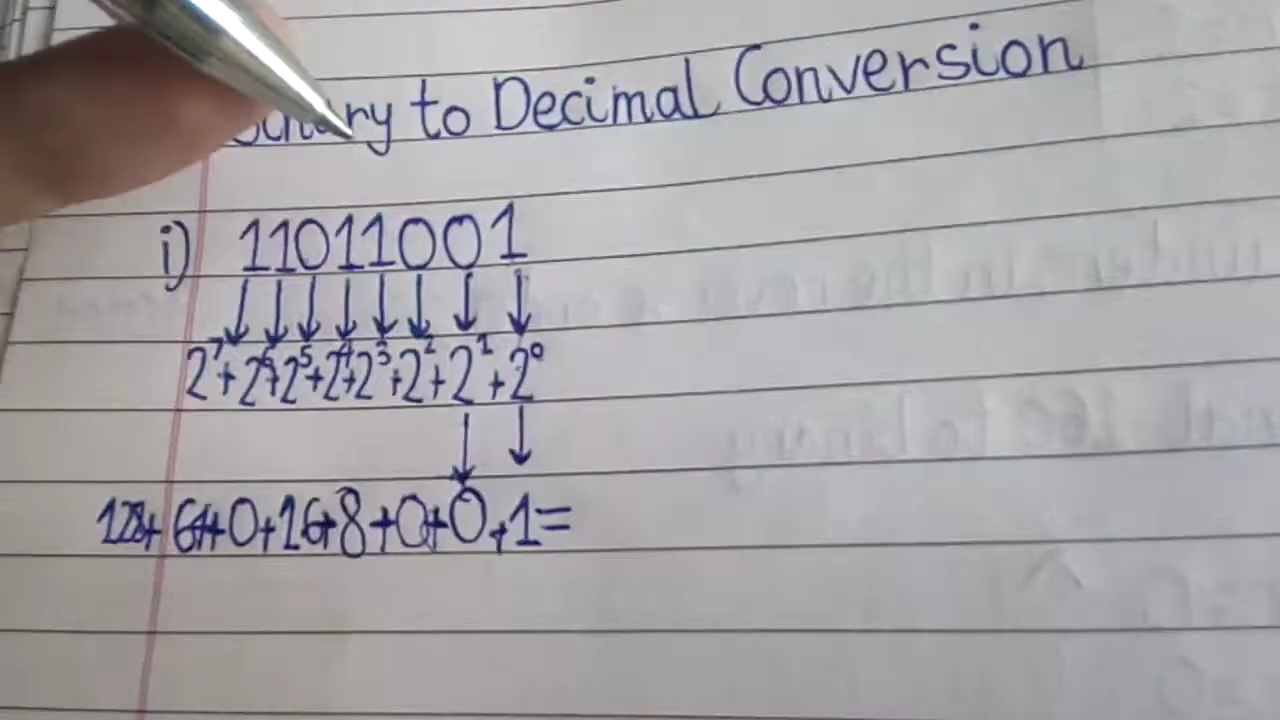 Binary to Decimal Conversion
i) 11011001
2⁷+2⁶+2⁵+2⁴+2³+2²+2¹+2⁰
128+64+0+16+8+0+0+1=